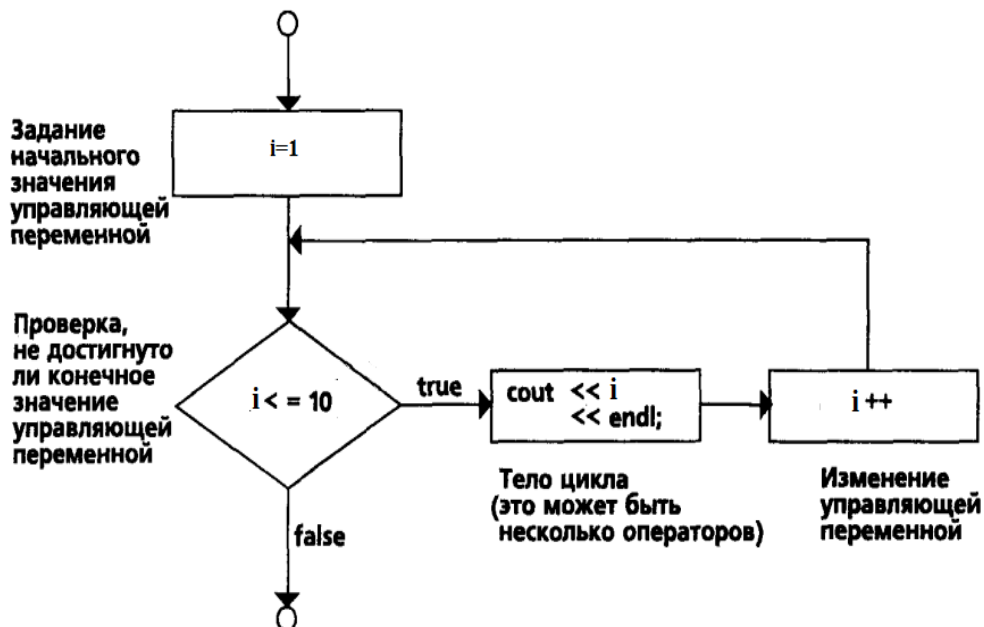 Задание
начального
значения
управляющей
переменной
i=1
Проверка,
не достигнуто
ли конечное
значение
управляющей
переменной
i< = 10
true
cout << i
<< endl;
i ++
Тело цикла
(это может быть
несколько операторов)
Изменение
управляющей
переменной
false